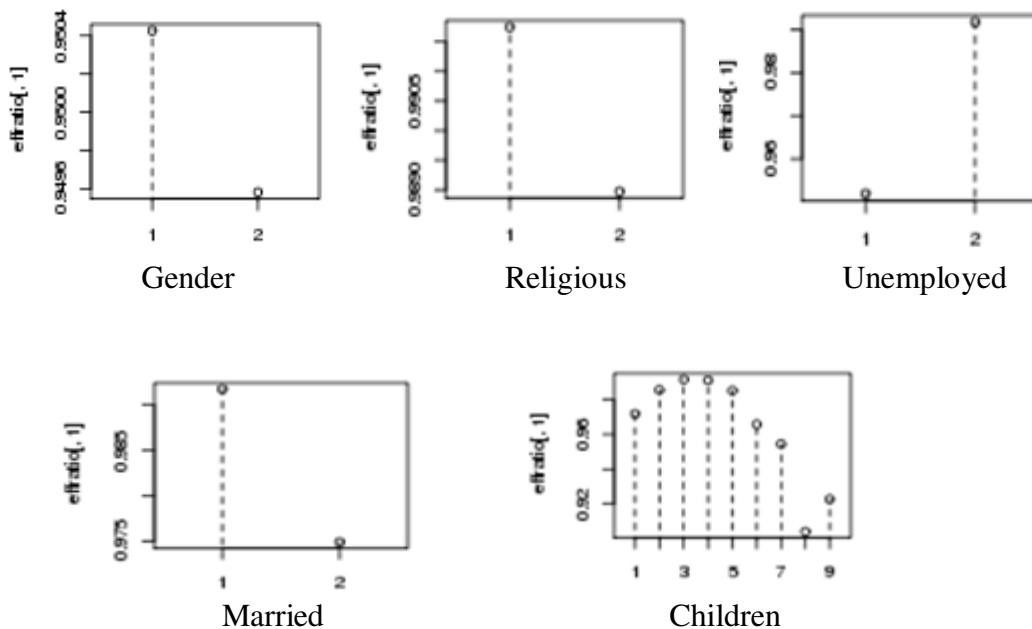 effratio[, 1]
0.9504
0.9500
0.9496
1 2
Gender
effratio[, 1]
0.9905
0.9890
1 2
Religious
effratio[, 1]
0.98
0.96
1 2
Unemployed
effratio[, 1]
0.985
0.975
1 2
Married
effratio[, 1]
0.96
0.92
1 3 5 7 9
Children